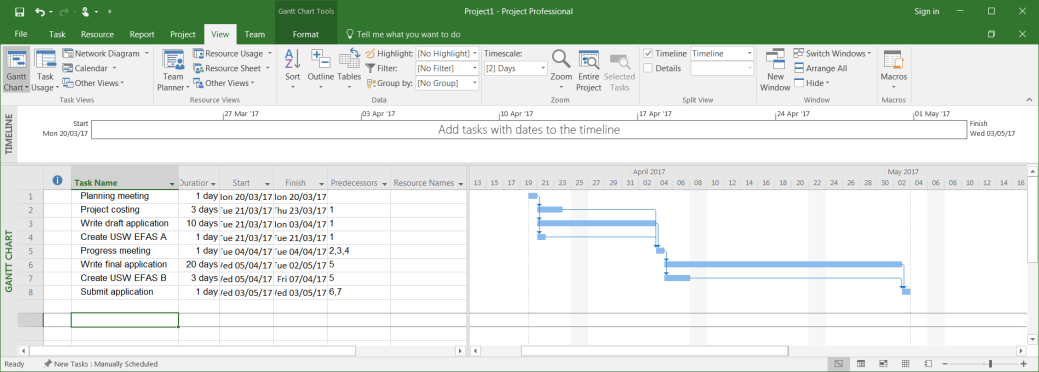 Gantt Chart Tools
Project1 - Project Professional
Sign in
File Task Resource Report Project View Team Format Tell me what you want to do
Gantt Chart
Task Usage
Network Diagram
Calendar
Other Views
Task Views
Team Planner
Resource Usage
Resource Sheet
Other Views
Resource Views
Sort
Outline
Tables
Highlight: [No Highlight]
Filter: [No Filter]
Group by: [No Group]
Timescale:
[2] Days
Data
Zoom
Entire Project
Selected Tasks
Zoom
Timeline Timeline
Details
Split View
New Window
Switch Windows
Arrange All
Hide
Window
Macros
Macros
TIMELINE
27 Mar '17 03 Apr '17 10 Apr '17 17 Apr '17 24 Apr '17 01 May '17
Start
Mon 20/03/17
Add tasks with dates to the timeline
Finish
Wed 03/05/17
GANTT CHART
April 2017 May 2017
Task Name Duration Start Finish Predecessors Resource Names
13 15 17 19 21 23 25 27 29 31 02 04 06 08 10 12 14 16 18 20 22 24 26 28 30 02 04 06 08 10 12 14 16
1 Planning meeting 1 day Mon 20/03/17 Mon 20/03/17
2 Project costing 3 days Tue 21/03/17 Thu 23/03/17 1
3 Write draft application 10 days Tue 21/03/17 Mon 03/04/17 1
4 Create USW EFAS A 1 day Tue 21/03/17 Tue 21/03/17 1
5 Progress meeting 1 day Tue 04/04/17 Tue 04/04/17 2,3,4
6 Write final application 20 days Wed 05/04/17 Tue 02/05/17 5
7 Create USW EFAS B 3 days Wed 05/04/17 Fri 07/04/17 5
8 Submit application 1 day Wed 03/05/17 Wed 03/05/17 6,7
Ready New Tasks : Manually Scheduled